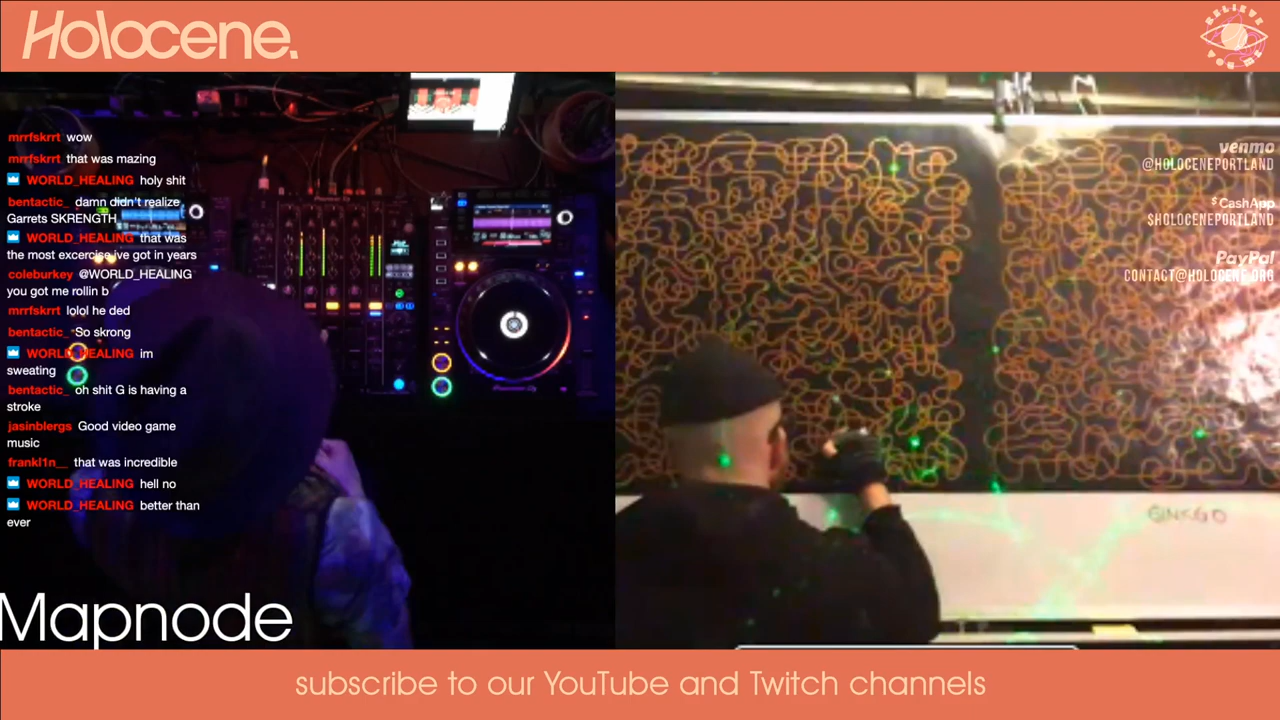 Holocene.
BELIEVE
mrrfskrrt wow
mrrfskrrt that was mazing
WORLD_HEALING holy shit
bentactic_ damn didn't realize
Garrets SKRENGTH
WORLD_HEALING that was
the most excercise ive got in years
coleburkey @WORLD_HEALING
you got me rollin b
mrrfskrrt lolol he ded
bentactic_ So skrong
WORLD_HEALING im
sweating
bentactic_ oh shit G is having a
stroke
jasinblergs Good video game
music
frankl1n__ that was incredible
WORLD_HEALING hell no
WORLD_HEALING better than
ever
Mapnode
venmo
@HOLOCENEPORTLAND
$CashApp
$HOLOCENEPORTLAND
PayPal
CONTACT@HOLOCENE.ORG
GINKGO
subscribe to our YouTube and Twitch channels